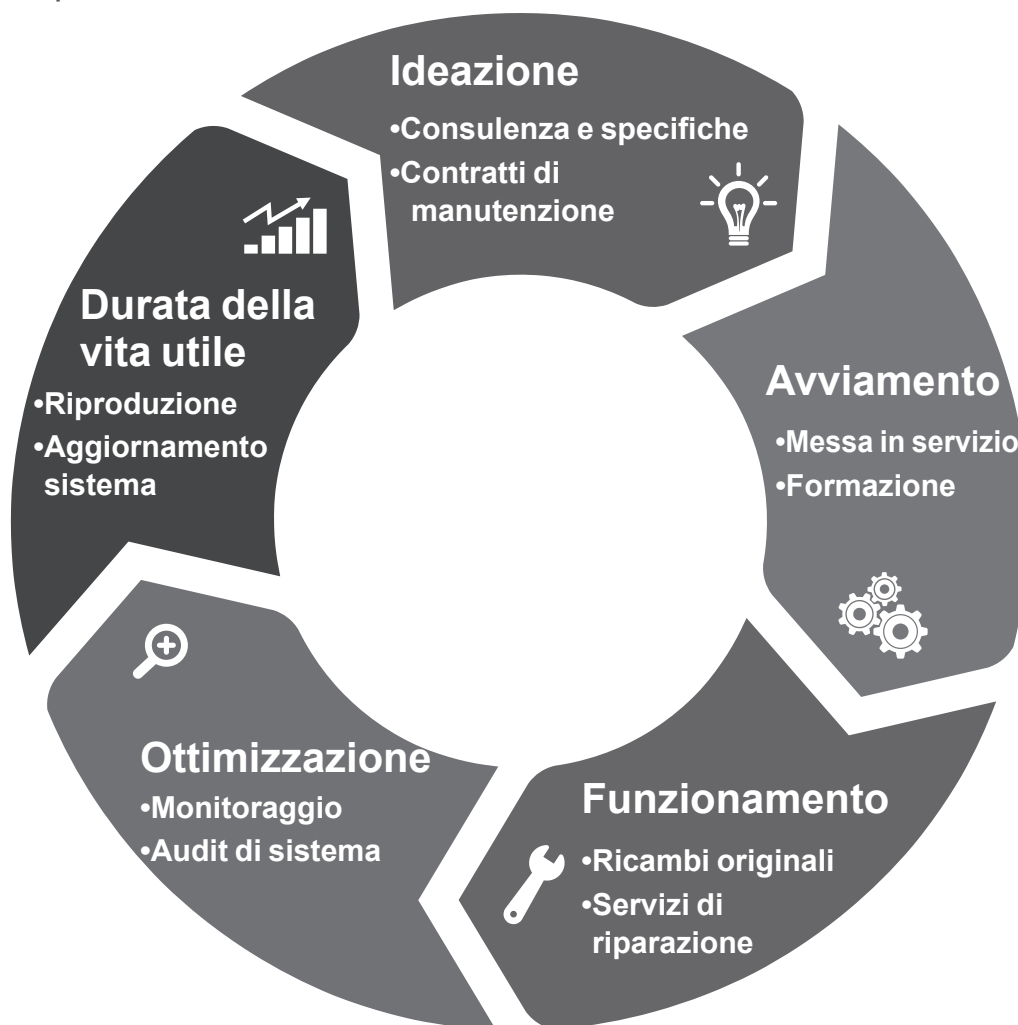 Ideazione
•Consulenza e specifiche
•Contratti di
manutenzione
Avviamento
•Messa in servizio
•Formazione
Funzionamento
•Ricambi originali
•Servizi di
riparazione
Ottimizzazione
•Monitoraggio
•Audit di sistema
Durata della
vita utile
•Riproduzione
•Aggiornamento
sistema